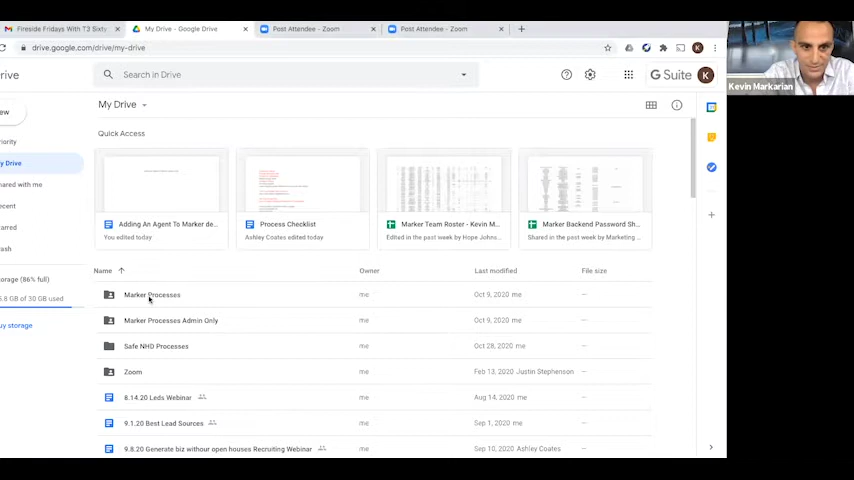 Fireside Fridays With T3 Sixty
My Drive - Google Drive
Post Attendee - Zoom
Post Attendee - Zoom
drive.google.com/drive/my-drive
K
rive
Search in Drive
G Suite K
Kevin Markarian
ew
My Drive
Quick Access
riority
y Drive
hared with me
ecent
arred
ash
torage (86% full)
5.8 GB of 30 GB used
uy storage
Adding An Agent To Marker de...
You edited today
Process Checklist
Ashley Coates edited today
Marker Team Roster - Kevin M...
Edited in the past week by Hope Johns...
Marker Backend Password Sh...
Shared in the past week by Marketing ...
Name Owner Last modified File size
Marker Processes me Oct 9, 2020 me —
Marker Processes Admin Only me Oct 9, 2020 me —
Safe NHD Processes me Oct 28, 2020 me —
Zoom me Feb 13, 2020 Justin Stephenson —
8.14.20 Leds Webinar me Aug 14, 2020 me —
9.1.20 Best Lead Sources me Sep 1, 2020 me —
9.8.20 Generate biz withour open houses Recruiting Webinar me Sep 10, 2020 Ashley Coates —